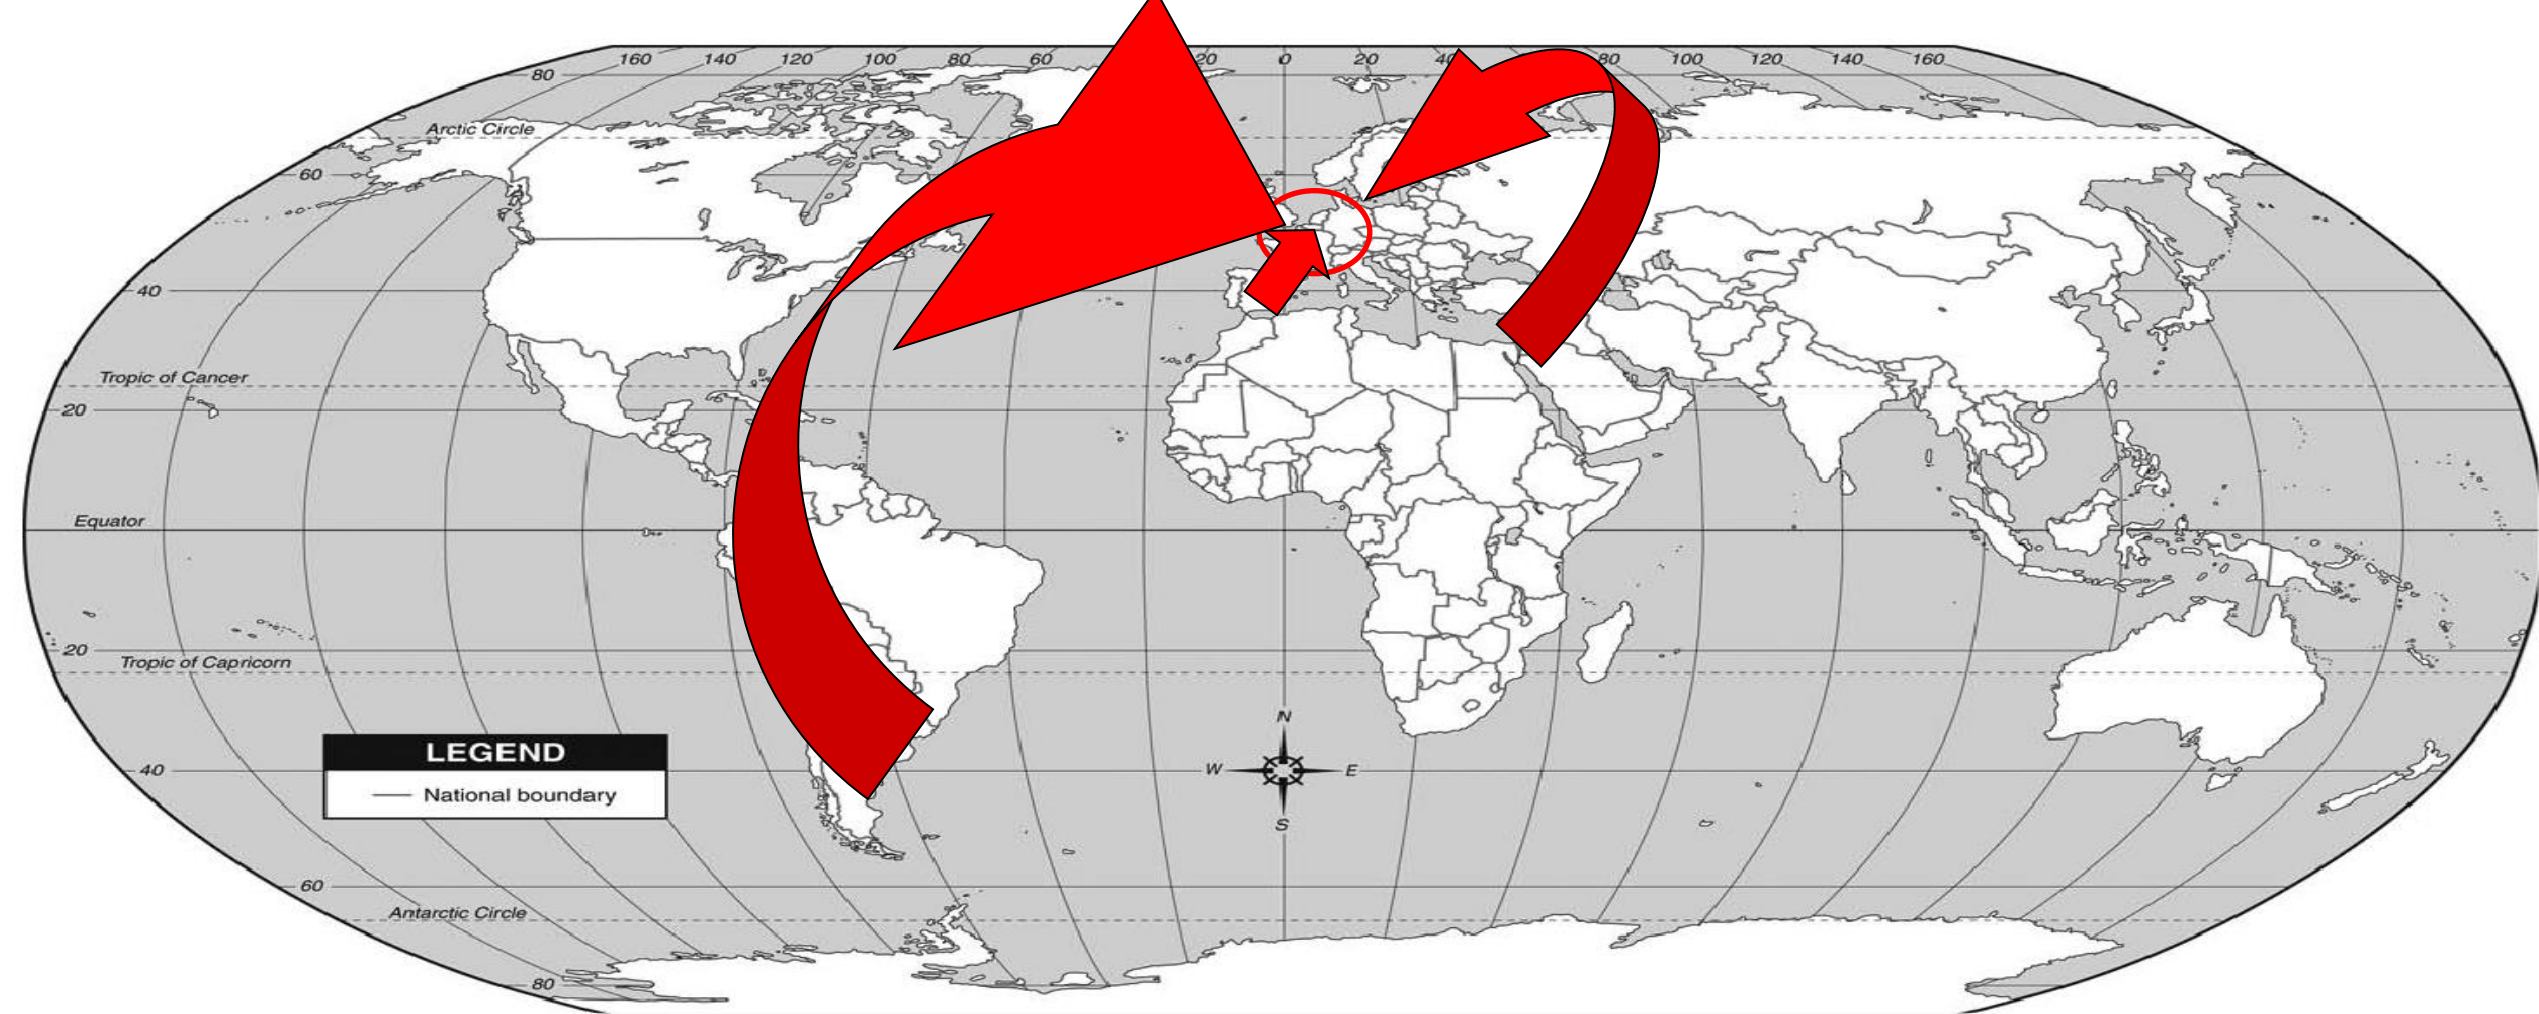 160 140 120 100 80 60 20 0 20 40 80 100 120 140 160
80
Arctic Circle
60
40
Tropic of Cancer
20
Equator
20
Tropic of Capricorn
N
W E
S
LEGEND
National boundary
40
60
Antarctic Circle
80